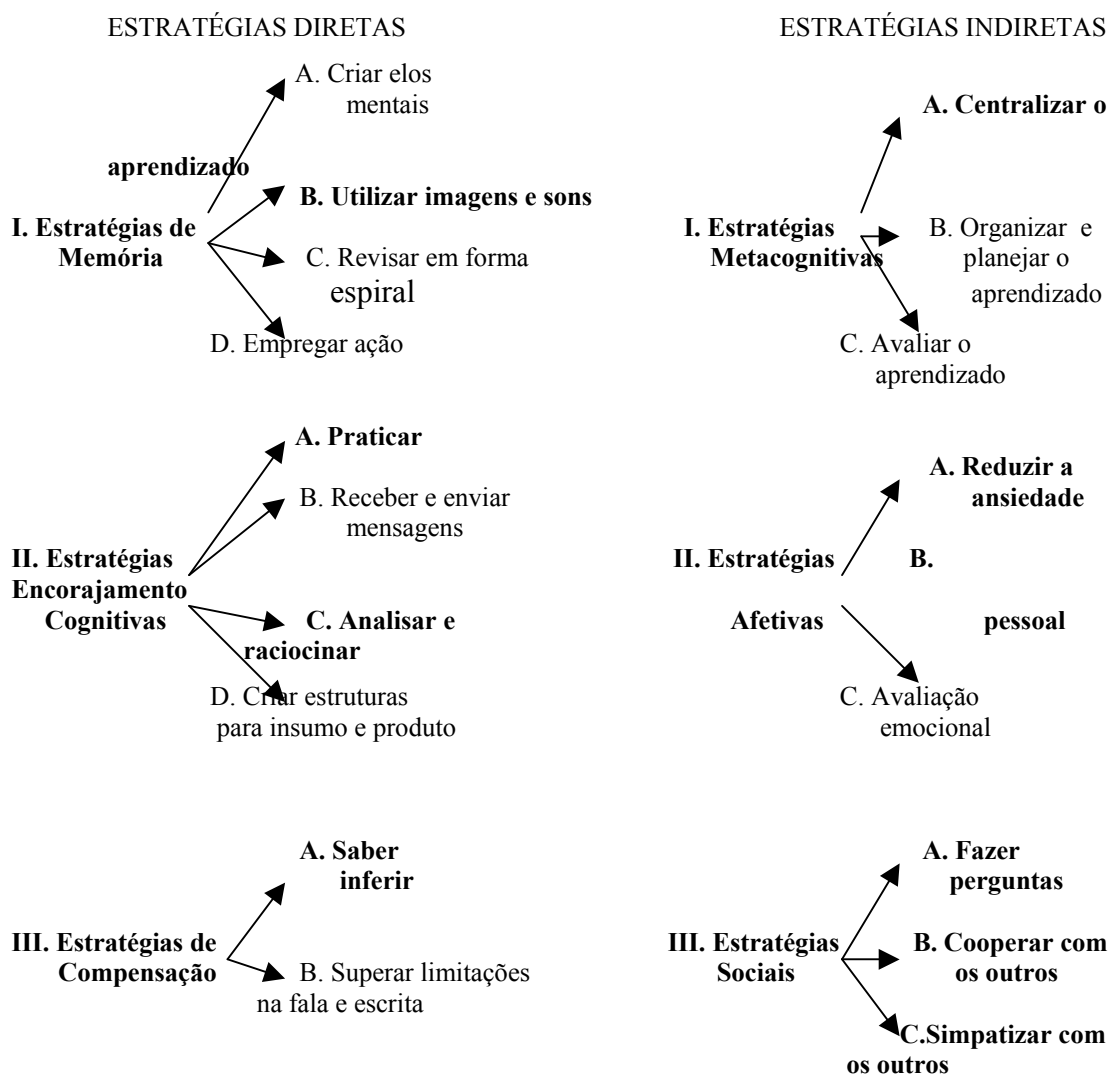 ESTRATÉGIAS DIRETAS
A. Criar elos
mentais
aprendizado
B. Utilizar imagens e sons
I. Estratégias de
Memória
C. Revisar em forma
espiral
D. Empregar ação
A. Praticar
B. Receber e enviar
mensagens
II. Estratégias
Encorajamento
Cognitivas
C. Analisar e
raciocinar
D. Criar estruturas
para insumo e produto
A. Saber
inferir
III. Estratégias de
Compensação
B. Superar limitações
na fala e escrita
ESTRATÉGIAS INDIRETAS
A. Centralizar o
I. Estratégias
Metacognitivas
B. Organizar e
planejar o
aprendizado
C. Avaliar o
aprendizado
A. Reduzir a
ansiedade
II. Estratégias
B.
Afetivas
pessoal
C. Avaliação
emocional
A. Fazer
perguntas
III. Estratégias
Sociais
B. Cooperar com
os outros
C.Simpatizar com
os outros